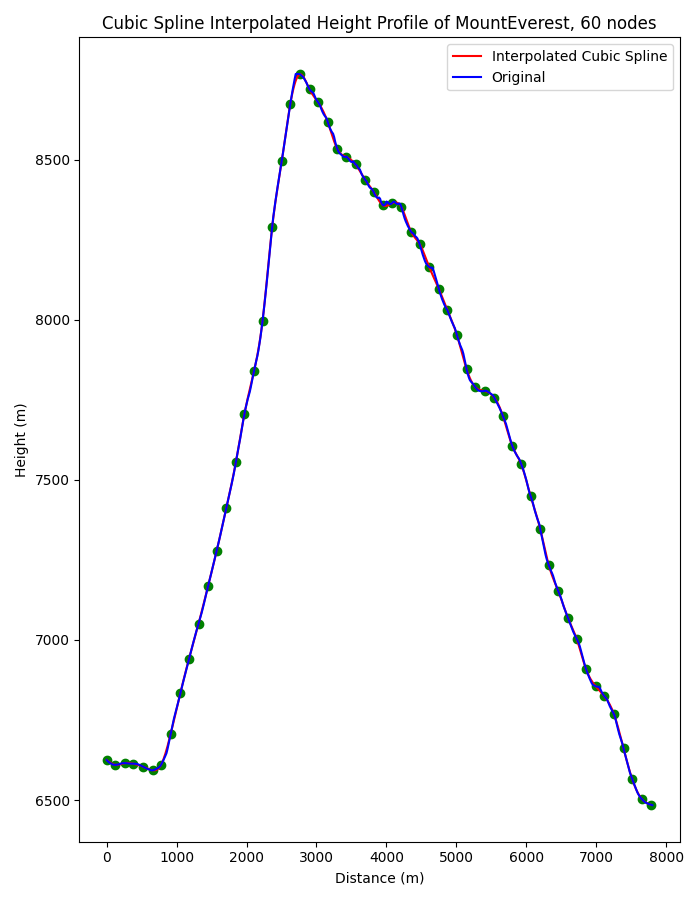 Cubic Spline Interpolated Height Profile of MountEverest, 60 nodes
Interpolated Cubic Spline
Original
8500
8000
7500
7000
6500
Height (m)
0 1000 2000 3000 4000 5000 6000 7000 8000
Distance (m)